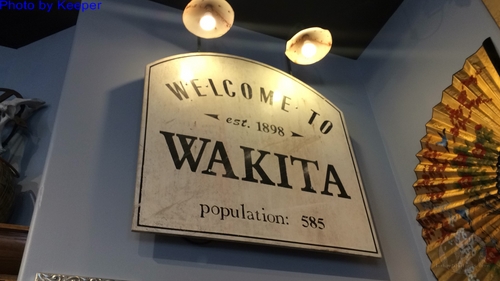 Photo by Keeper
WELCOME TO
est. 1898
WAKITA
population: 585